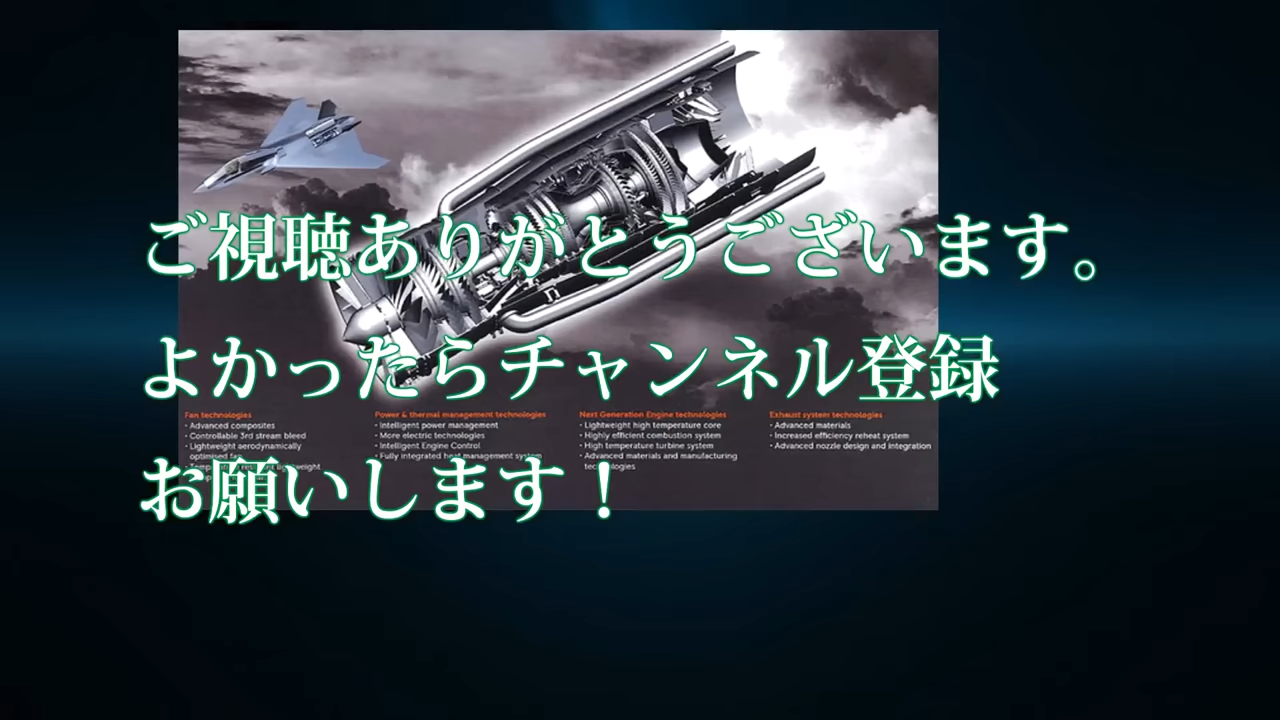 ご視聴ありがとうございます。
よかったらチャンネル登録
お願いします！
Fan technologies
- Advanced composites
- Controllable 3rd stream bleed
- Lightweight aerodynamically
optimised fan
Power & thermal management technologies
- Intelligent power management
- More electric technologies
- Intelligent Engine Control
- Fully integrated heat management system
Next Generation Engine technologies
- Lightweight high temperature core
- Highly efficient combustion system
- High temperature turbine system
- Advanced materials and manufacturing
technologies
Exhaust system technologies
- Advanced materials
- Increased efficiency reheat system
- Advanced nozzle design and integration